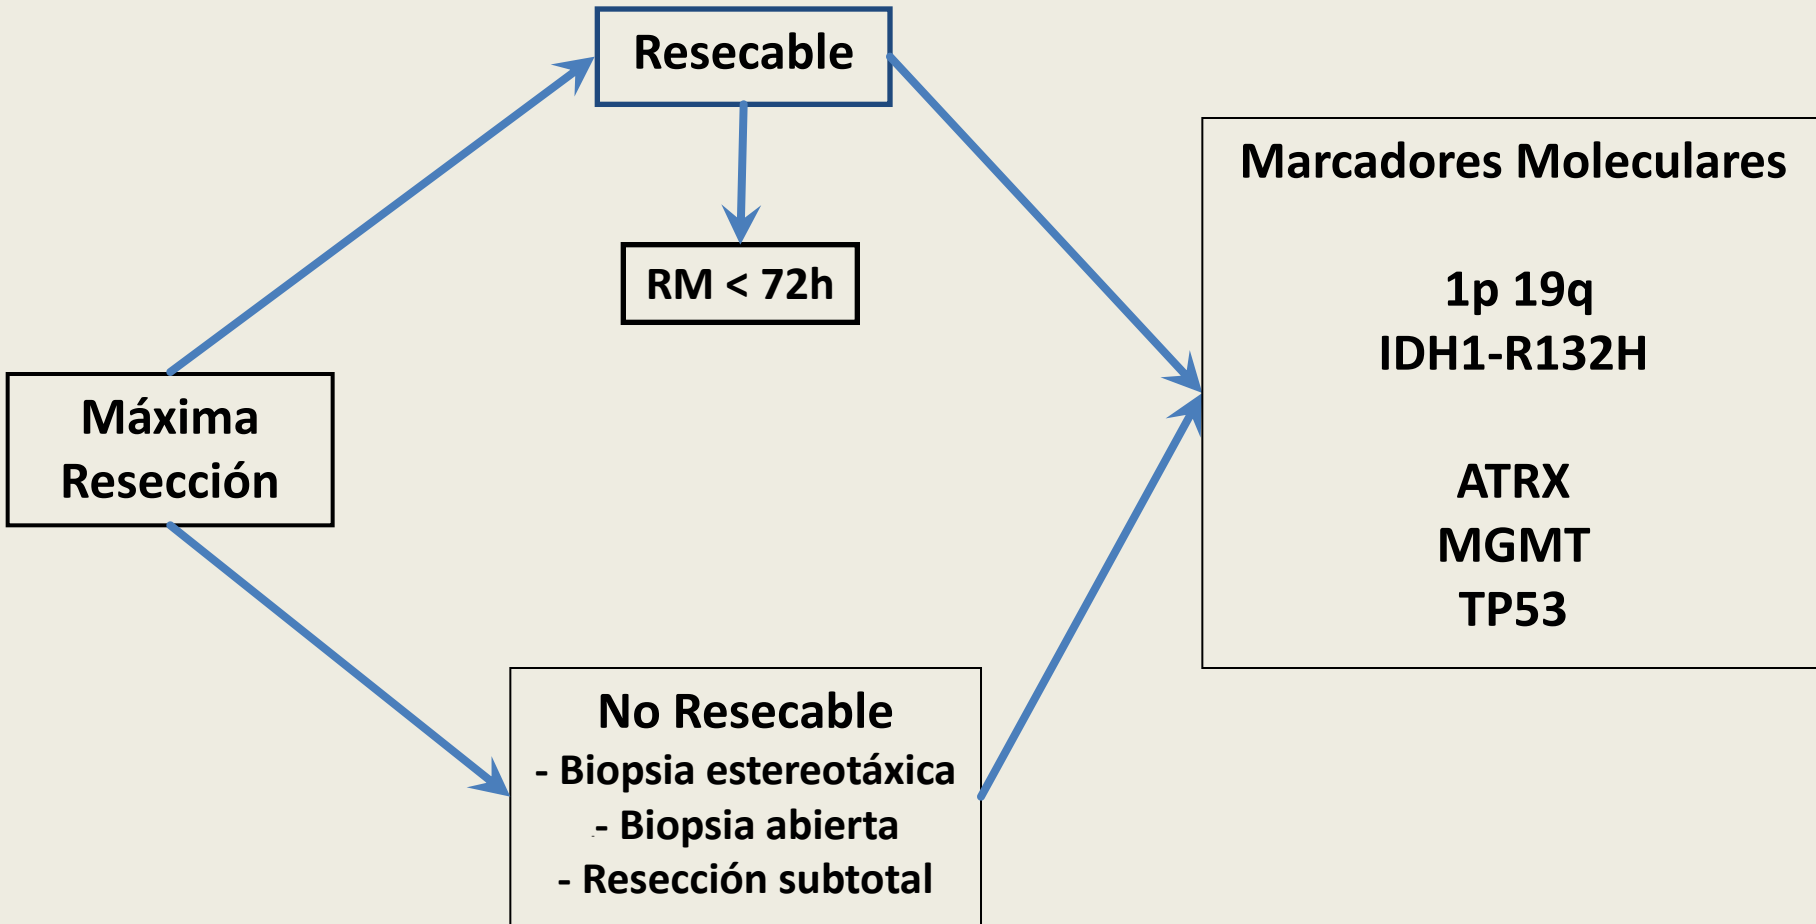 Resecable
RM < 72h
Máxima
Resección
No Resecable
- Biopsia estereotáxica
- Biopsia abierta
- Resección subtotal
Marcadores Moleculares
1p 19q
IDH1-R132H
ATRX
MGMT
TP53